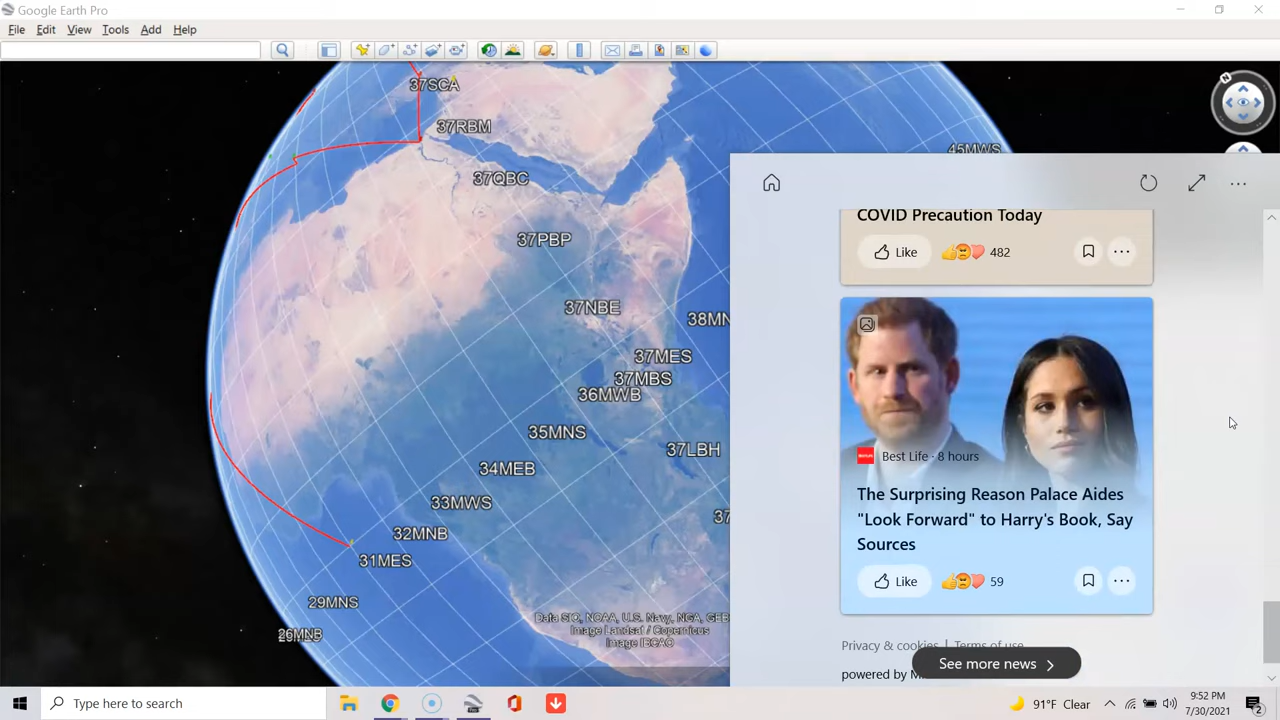 Google Earth Pro
File Edit View Tools Add Help
37SCA
37RBM
45MWS
37QBC
COVID Precaution Today
37PBP
Like 482
37NBE
38MN
37MES
37MBS
36MWB
35MNS
37LBH
Best Life · 8 hours
34MEB
The Surprising Reason Palace Aides
33MWS
"Look Forward" to Harry's Book, Say
37
32MNB
Sources
31MES
Like 59
29MNS
Data SIO, NOAA, U.S. Navy, NGA, GEB
Image Landsat / Copernicus
26MNB
Image IBCAO
Privacy & cookies | Terms of use
See more news
powered by M
Type here to search
91°F Clear
9:52 PM
7/30/2021
2